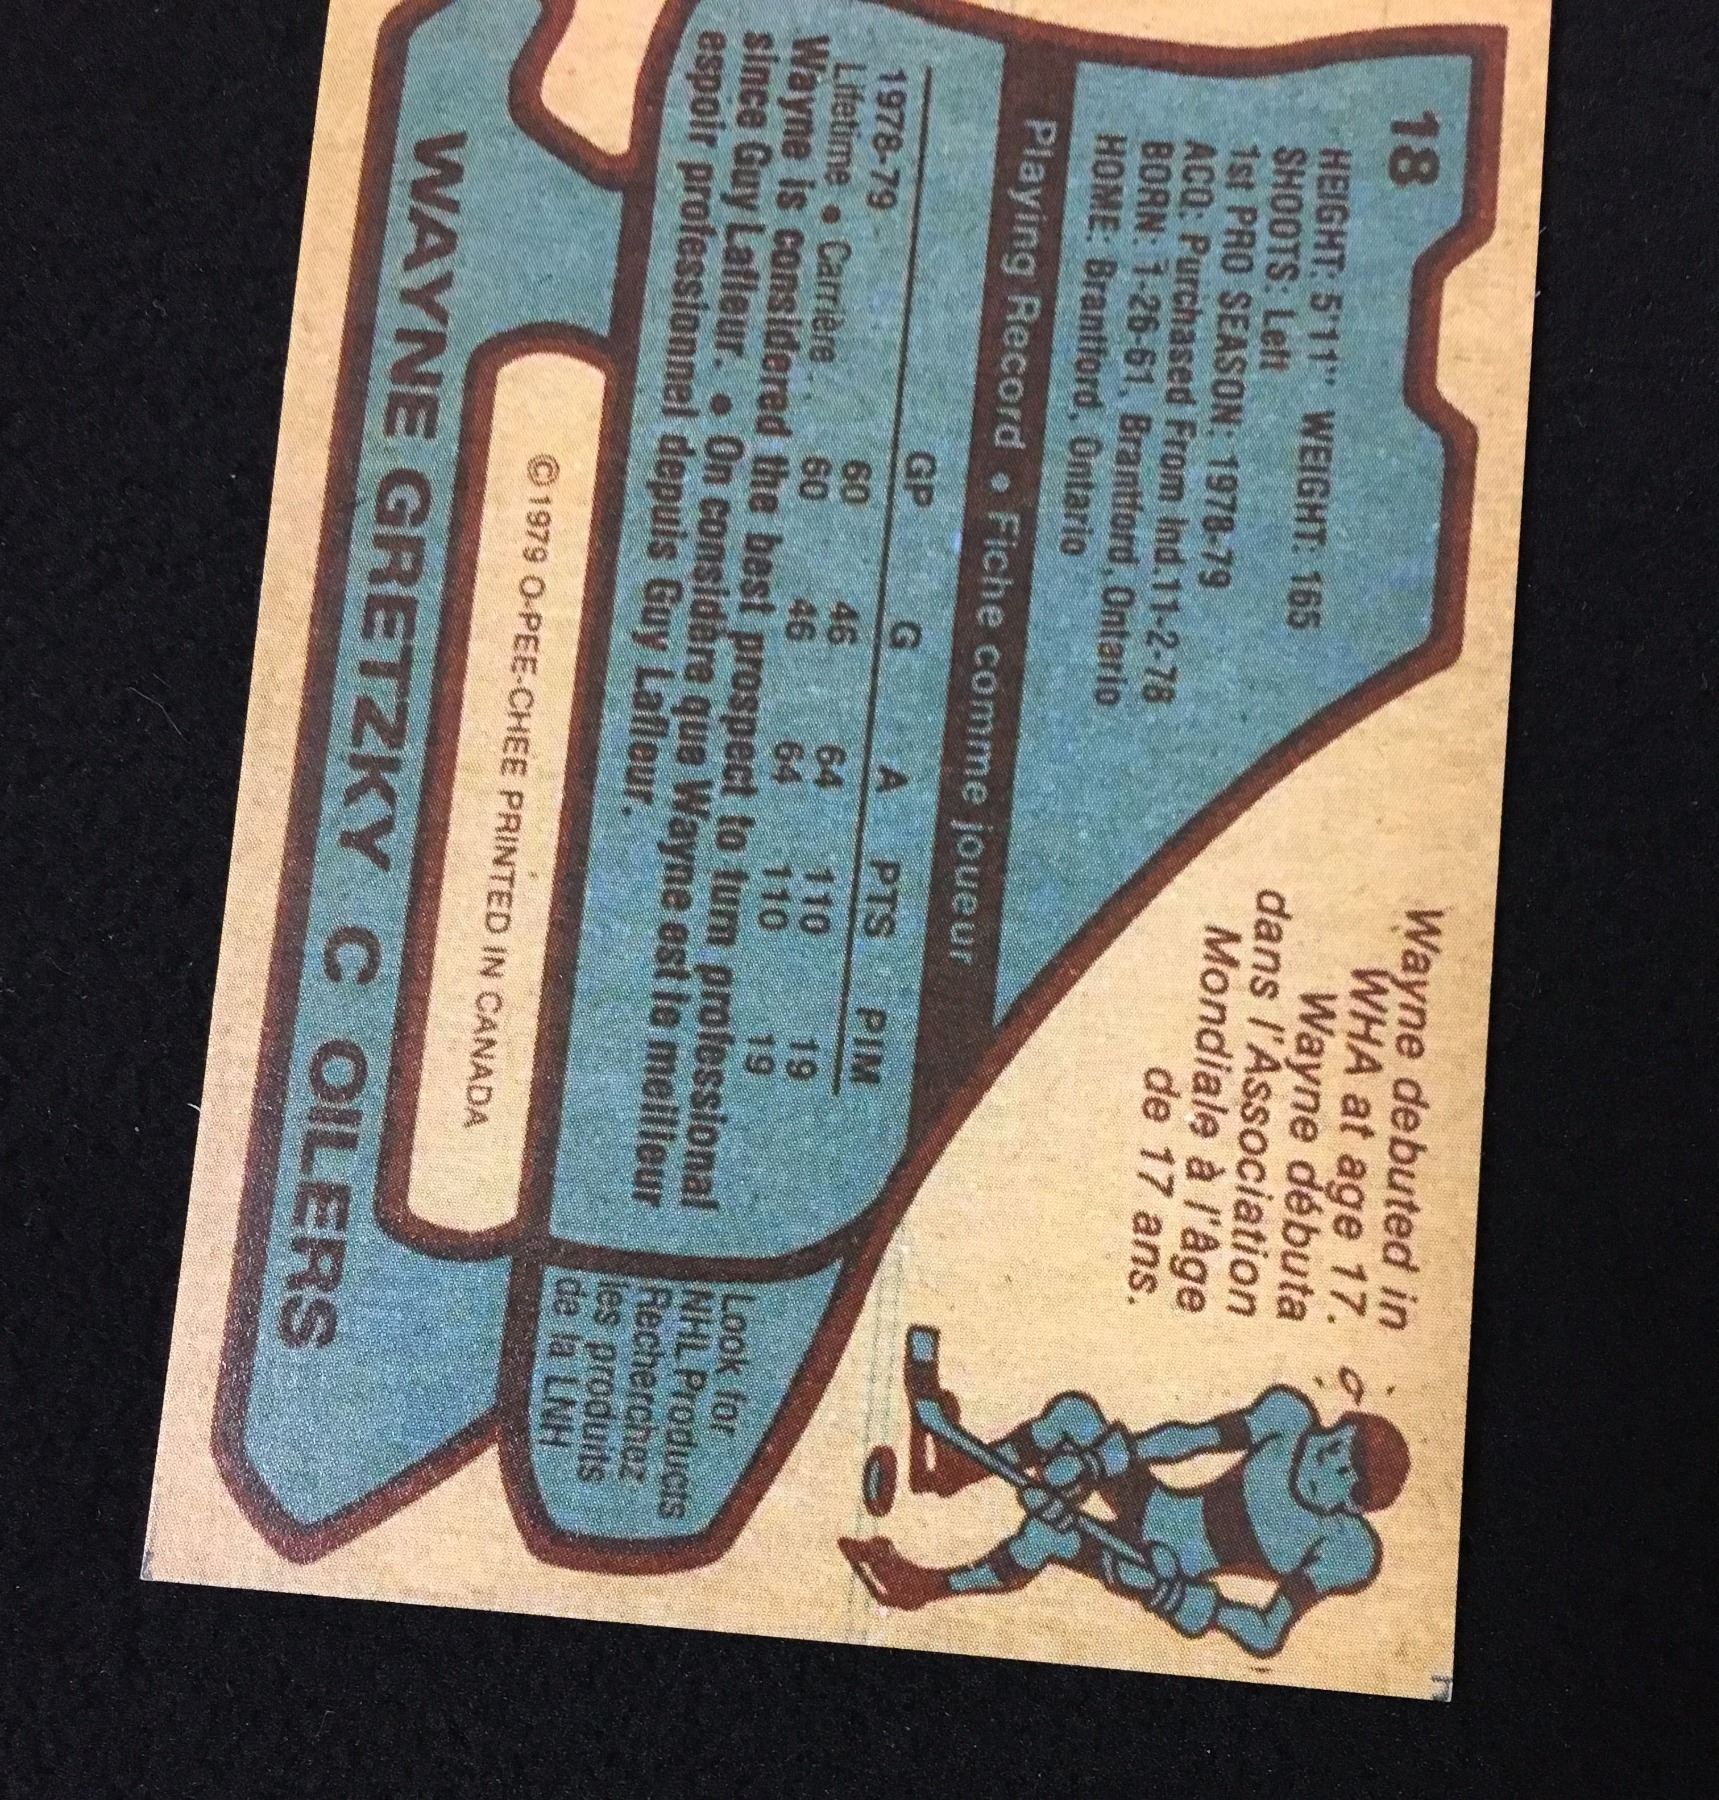 18
HEIGHT: 5'11" WEIGHT: 165
SHOOTS: Left
1st PRO SEASON: 1978-79
ACQ: Purchased From Ind. 11-2-78
BORN: 1-26-61, Brantford, Ontario
HOME: Brantford, Ontario
Wayne debuted in
WHA at age 17.
Wayne débuta
dans l'Association
Mondiale à l'âge
de 17 ans.
Playing Record • Fiche comme joueur
GP G A PTS PIM
1978-79 60 46 64 110 19
Lifetime • Carrière 60 46 64 110 19
Wayne is considered the best prospect to turn professional
since Guy Lafleur. • On considère que Wayne est le meilleur
espoir professionnel depuis Guy Lafleur.
Look for
NHL Products
Recherchez
les produits
de la LNH
©1979 O-PEE-CHEE PRINTED IN CANADA
WAYNE GRETZKY C OILERS